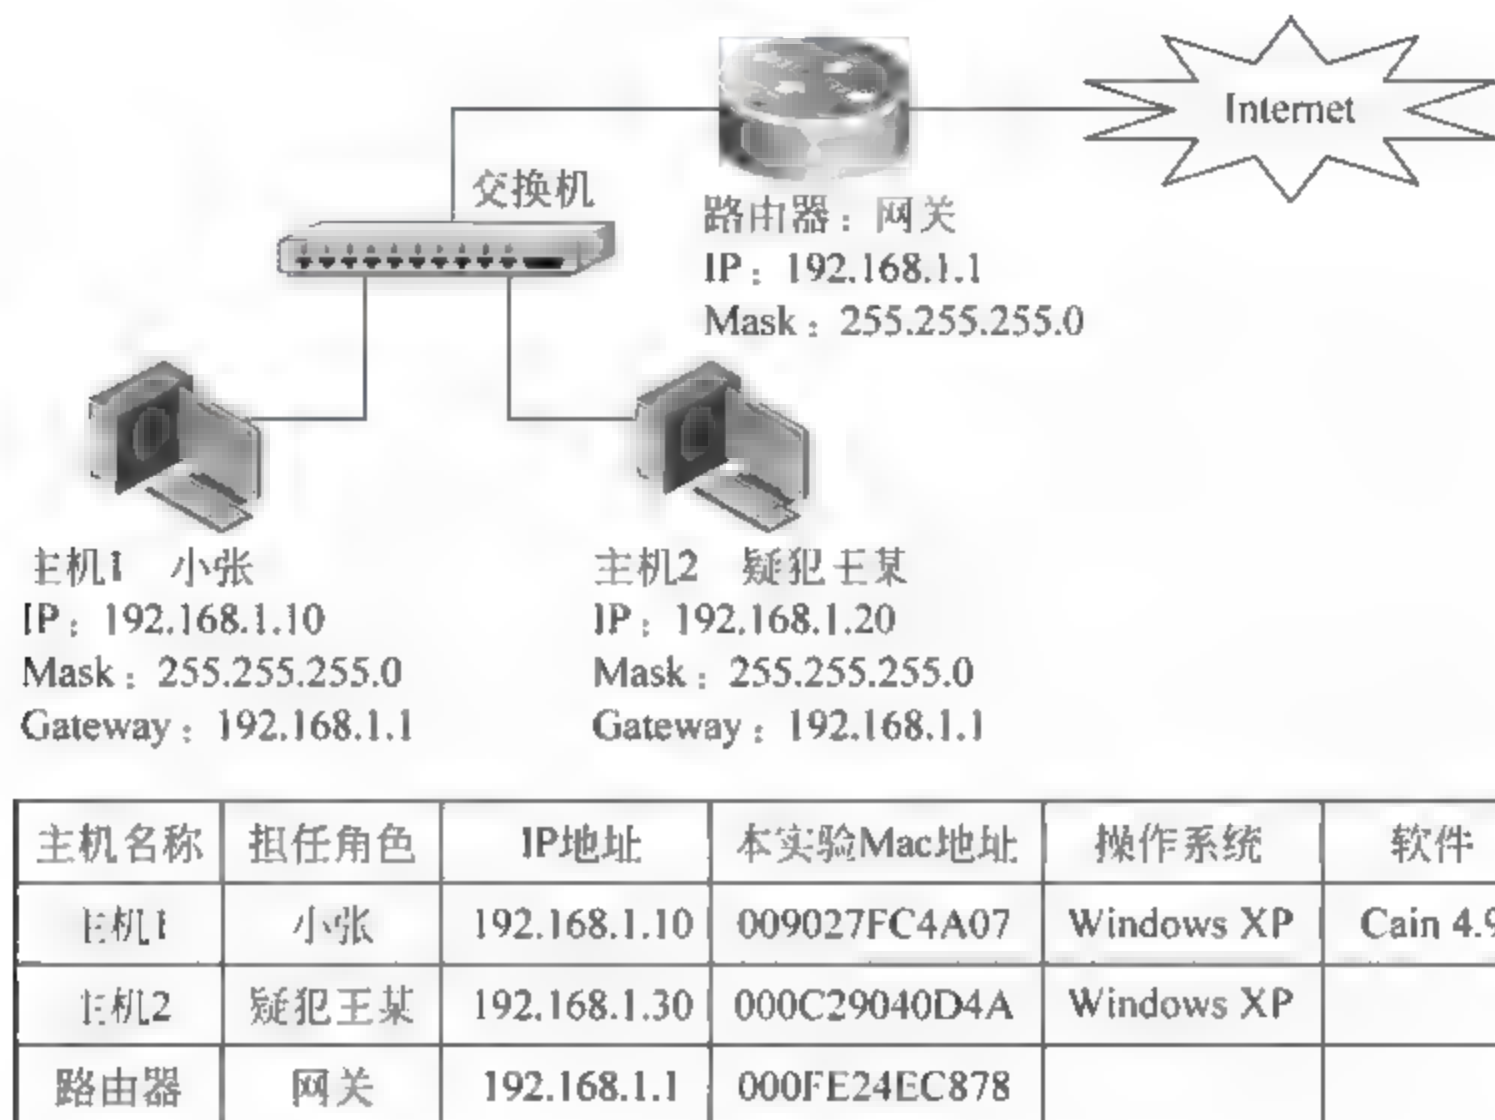 Internet
交换机
路由器：网关
IP：192.168.1.1
Mask：255.255.255.0
主机1 小张
IP：192.168.1.10
Mask：255.255.255.0
Gateway：192.168.1.1
主机2 疑犯王某
IP：192.168.1.20
Mask：255.255.255.0
Gateway：192.168.1.1
主机名称 担任角色 IP地址 本实验Mac地址 操作系统 软件
主机1 小张 192.168.1.10 009027FC4A07 Windows XP Cain 4.9
主机2 疑犯王某 192.168.1.30 000C29040D4A Windows XP
路由器 网关 192.168.1.1 000FE24EC878